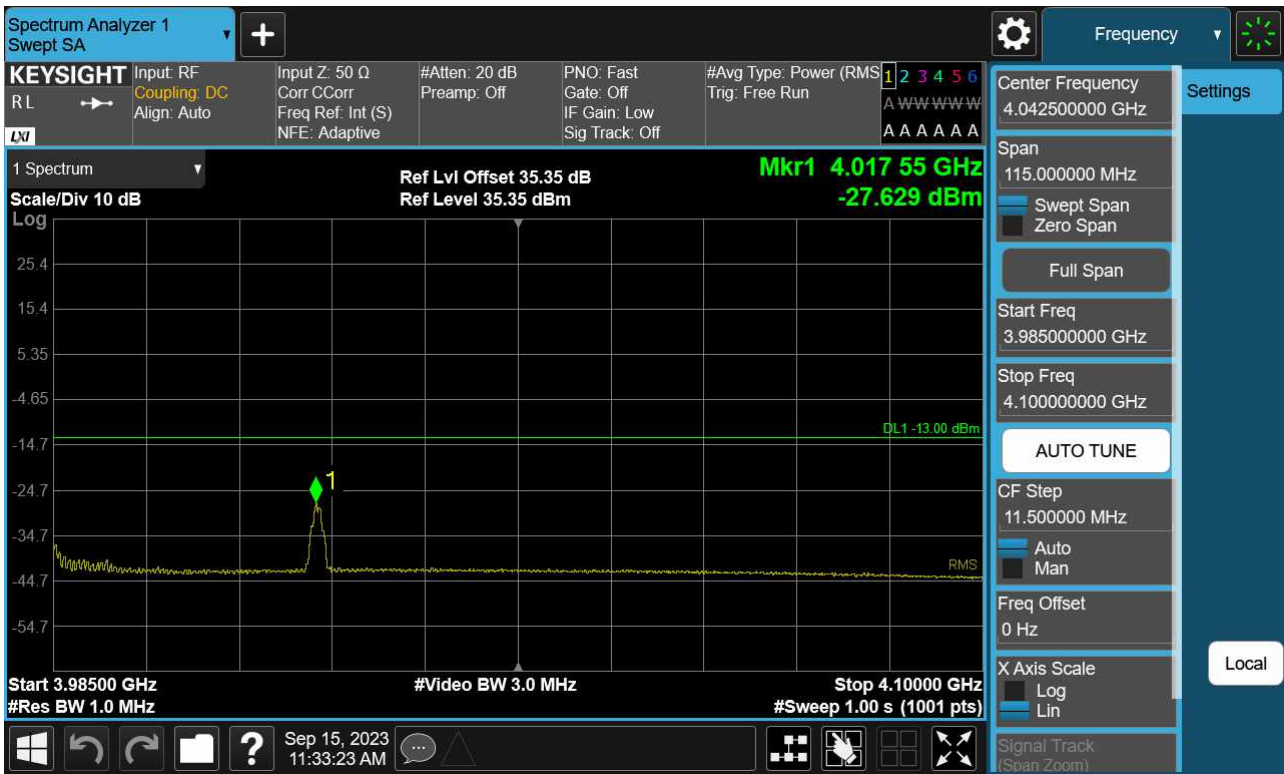 Spectrum Analyzer 1
Swept SA
Frequency
KEYSIGHT
R L
LXI
Input: RF
Coupling: DC
Align: Auto
Input Z: 50 Ω
Corr CCorr
Freq Ref: Int (S)
NFE: Adaptive
#Atten: 20 dB
Preamp: Off
PNO: Fast
Gate: Off
IF Gain: Low
Sig Track: Off
#Avg Type: Power (RMS
Trig: Free Run
1 2 3 4 5 6
A W W W W W
A A A A A A
1 Spectrum
Scale/Div 10 dB
Log
Ref Lvl Offset 35.35 dB
Ref Level 35.35 dBm
Mkr1 4.017 55 GHz
-27.629 dBm
25.4
15.4
5.35
-4.65
-14.7
-24.7
-34.7
-44.7
-54.7
DL1 -13.00 dBm
1
RMS
Start 3.98500 GHz
#Res BW 1.0 MHz
#Video BW 3.0 MHz
Stop 4.10000 GHz
#Sweep 1.00 s (1001 pts)
Center Frequency
4.042500000 GHz
Span
115.000000 MHz
Swept Span
Zero Span
Full Span
Start Freq
3.985000000 GHz
Stop Freq
4.100000000 GHz
AUTO TUNE
CF Step
11.500000 MHz
Auto
Man
Freq Offset
0 Hz
X Axis Scale
Log
Lin
Signal Track
(Span Zoom)
Settings
Local
?
Sep 15, 2023
11:33:23 AM